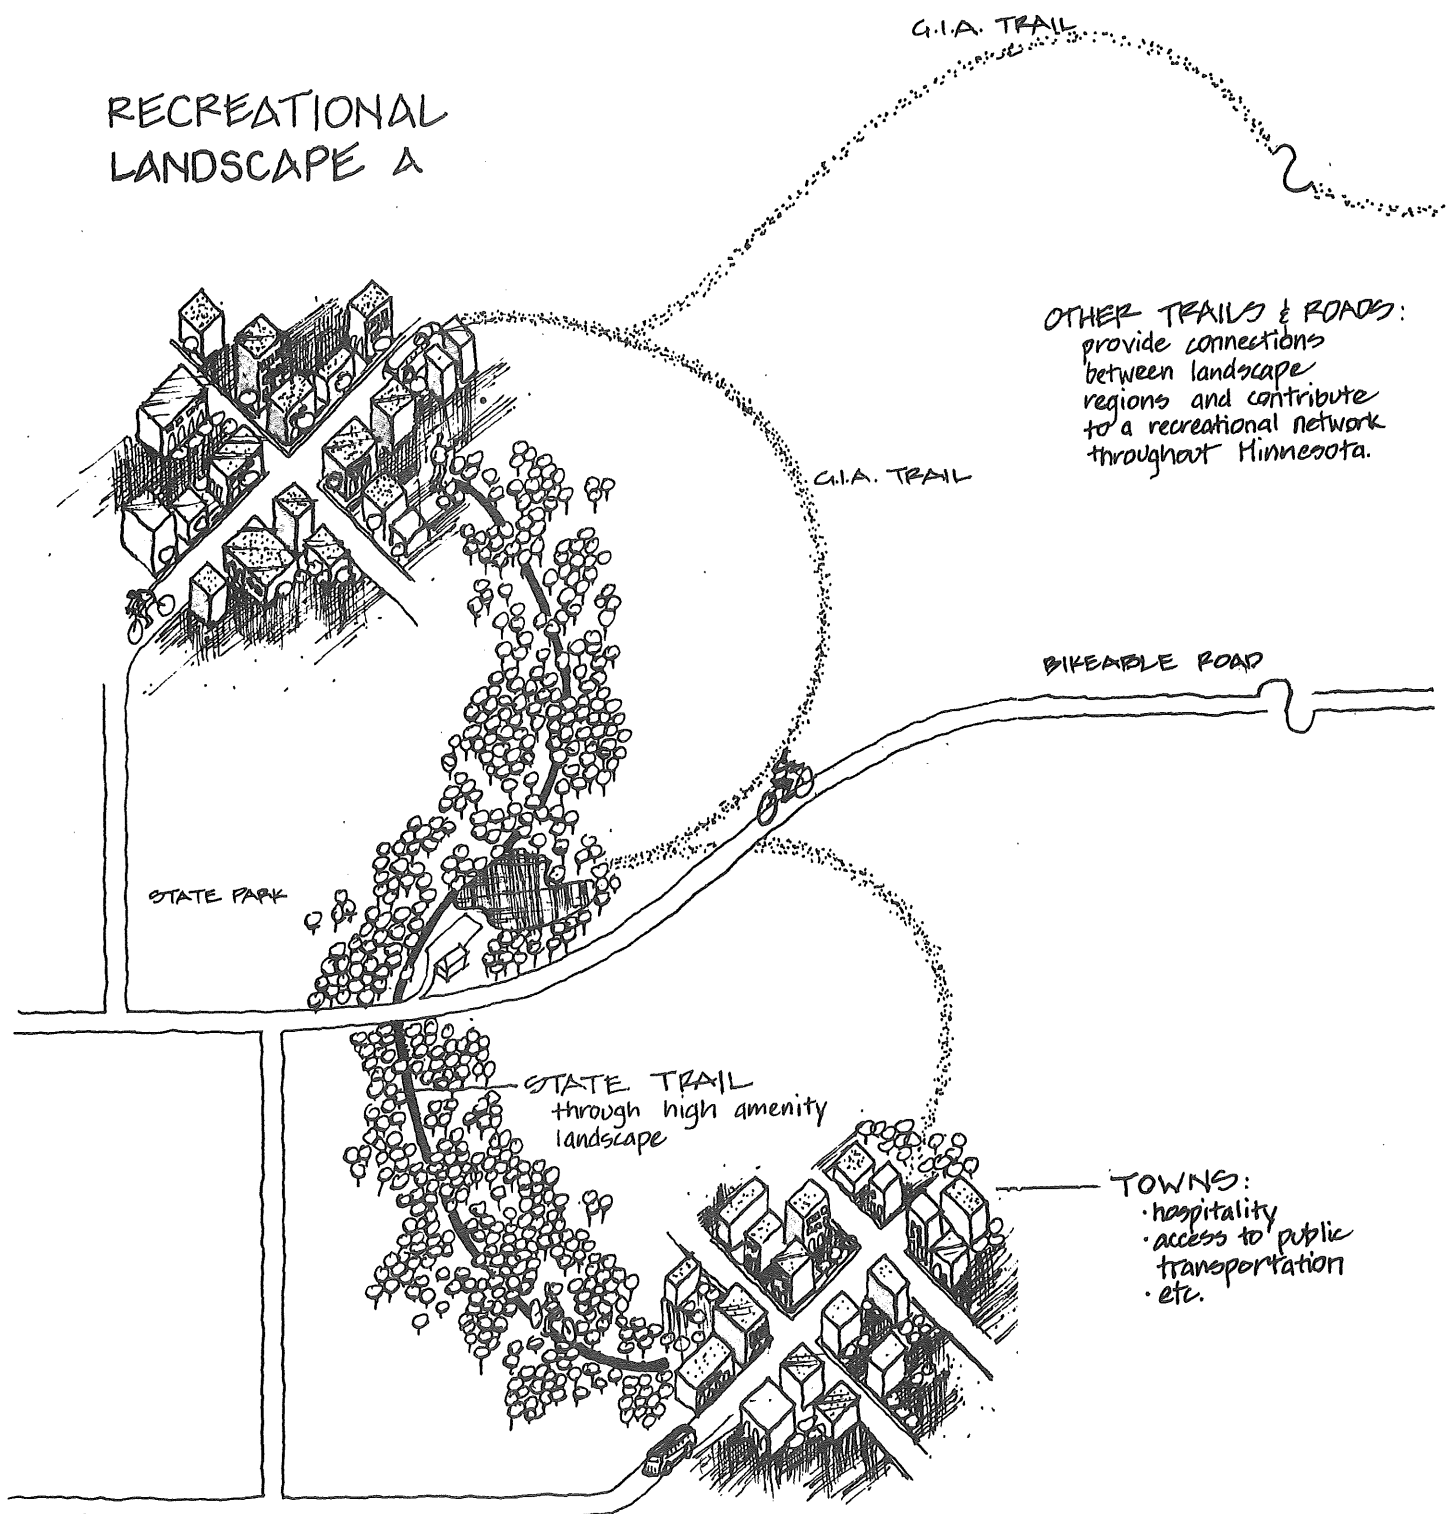 G.I.A. TRAIL
RECREATIONAL
LANDSCAPE A
OTHER TRAILS & ROADS:
provide connections
between landscape
regions and contribute
to a recreational network
throughout Minnesota.
G.I.A. TRAIL
BIKEABLE ROAD
STATE PARK
STATE TRAIL
through high amenity
landscape
TOWNS:
· hospitality
· access to public
transportation
· etc.